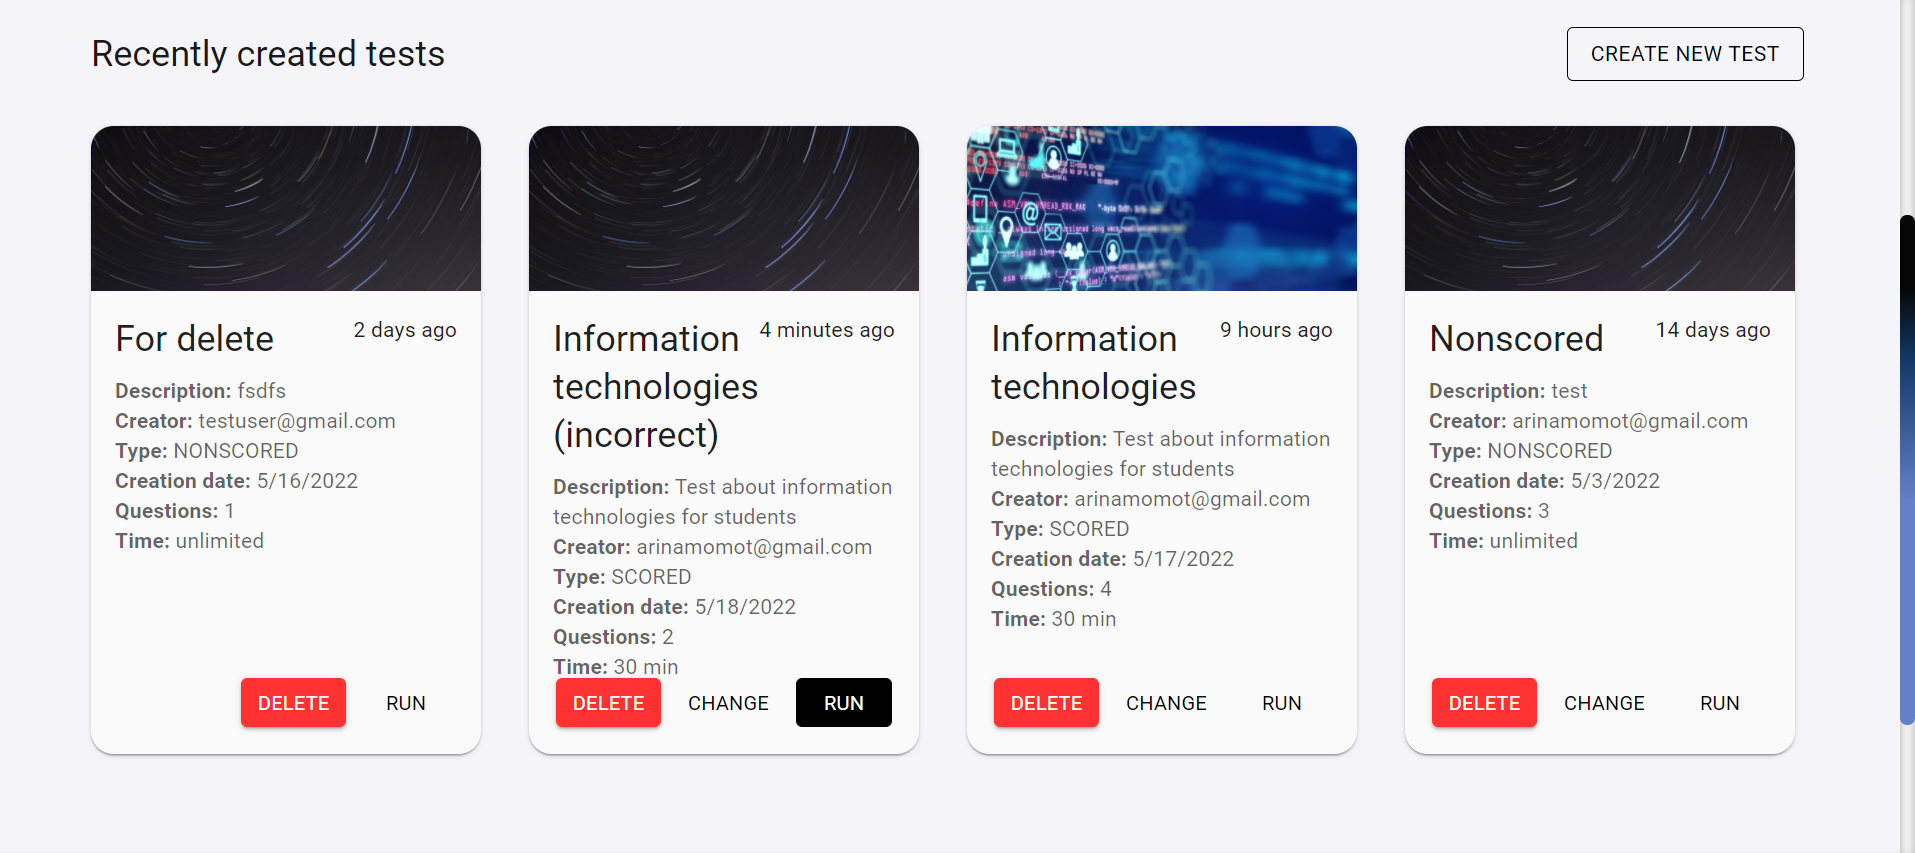 Recently created tests
CREATE NEW TEST
For delete
2 days ago
Description: fsdfs
Creator: testuser@gmail.com
Type: NONSCORED
Creation date: 5/16/2022
Questions: 1
Time: unlimited
DELETE
RUN
Information
4 minutes ago
technologies
(incorrect)
Description: Test about information
technologies for students
Creator: arinamomot@gmail.com
Type: SCORED
Creation date: 5/18/2022
Questions: 2
Time: 30 min
DELETE
CHANGE
RUN
Information
9 hours ago
technologies
Description: Test about information
technologies for students
Creator: arinamomot@gmail.com
Type: SCORED
Creation date: 5/17/2022
Questions: 4
Time: 30 min
DELETE
CHANGE
RUN
Nonscored
14 days ago
Description: test
Creator: arinamomot@gmail.com
Type: NONSCORED
Creation date: 5/3/2022
Questions: 3
Time: unlimited
DELETE
CHANGE
RUN